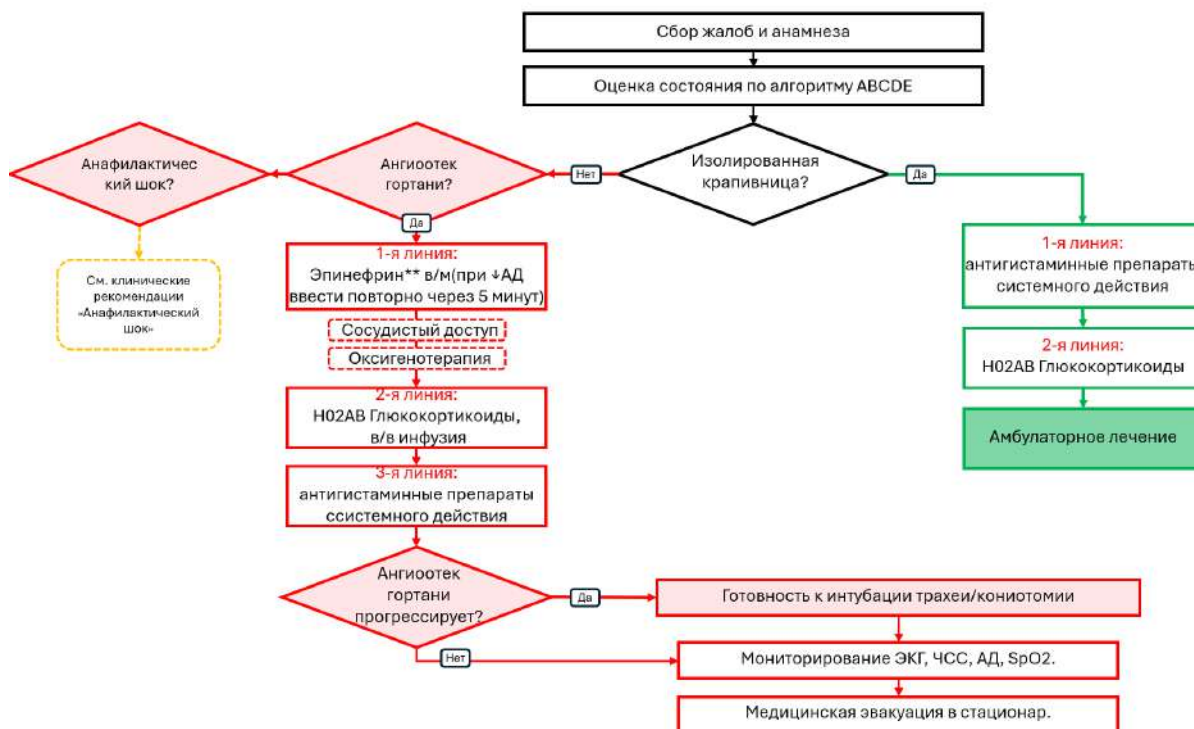 Сбор жалоб и анамнеза
Оценка состояния по алгоритму ABCDE
Изолированная
крапивница?
Нет
Да
Ангиоотек
гортани?
Анафилактичес
кий шок?
См. клинические
рекомендации
«Анафилактический
шок»
Да
1-я линия:
Эпинефрин** в/м(при ↓АД
ввести повторно через 5 минут)
Сосудистый доступ
Оксигенотерапия
2-я линия:
H02AB Глюкокортикоиды,
в/в инфузия
3-я линия:
антигистаминные препараты
ссистемного действия
Ангиоотек
гортани
прогрессирует?
Да
Готовность к интубации трахеи/кониотомии
Нет
Мониторирование ЭКГ, ЧСС, АД, SpO2.
Медицинская эвакуация в стационар.
1-я линия:
антигистаминные препараты
системного действия
2-я линия:
H02AB Глюкокортикоиды
Амбулаторное лечение